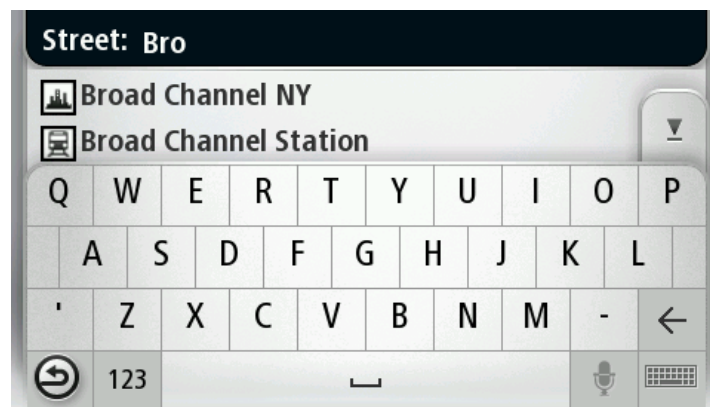 Street: Bro
Broad Channel NY
Broad Channel Station
Q W E R T Y U I O P
A S D F G H J K L
' Z X C V B N M -
123